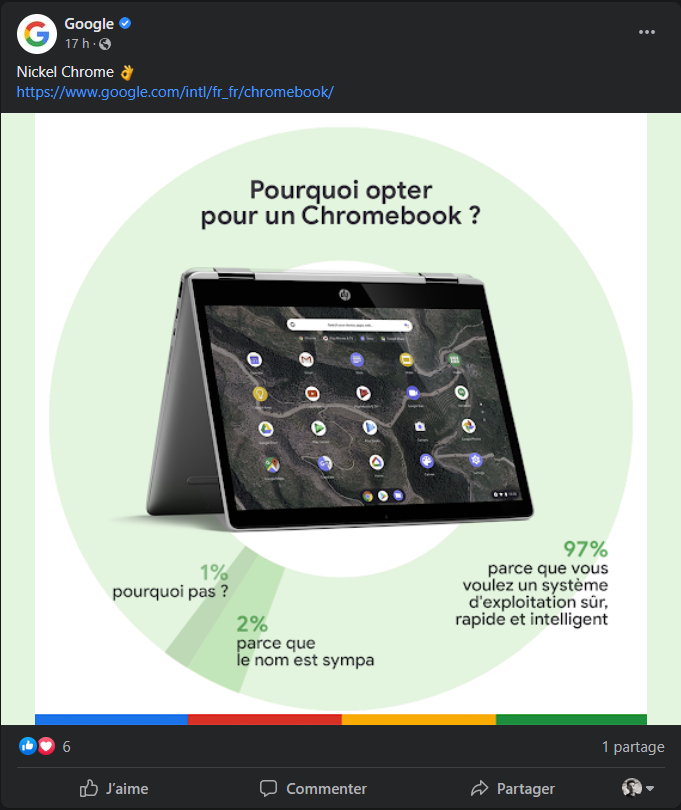 Google
17 h ·
Nickel Chrome 👌
https://www.google.com/intl/fr_fr/chromebook/
Pourquoi opter
pour un Chromebook ?
hp
1%
pourquoi pas ?
2%
parce que
le nom est sympa
97%
parce que vous
voulez un système
d'exploitation sûr,
rapide et intelligent
6
1 partage
J'aime
Commenter
Partager